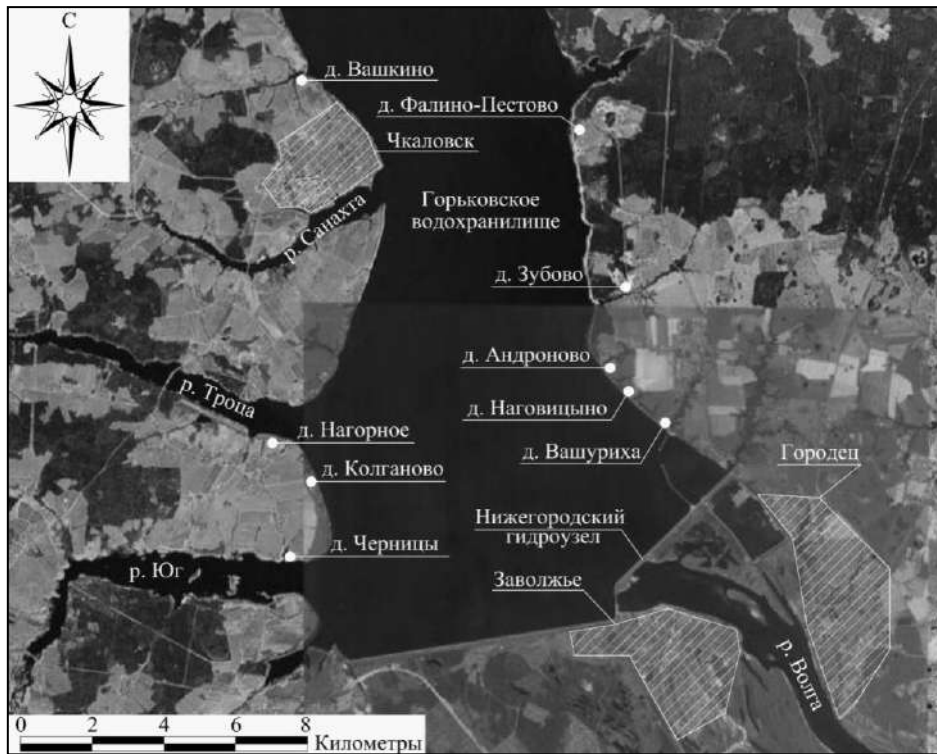 С
д. Вашкино
д. Фалино-Пестово
Чкаловск
р. Санахта
Горьковское
водохранилище
д. Зубово
д. Андроново
р. Троца
д. Наговицыно
д. Нагорное
д. Вашуриха
Городец
д. Колганово
Нижегородский
гидроузел
д. Черницы
р. Юг
Заволжье
р. Волга
0 2 4 6 8
Километры